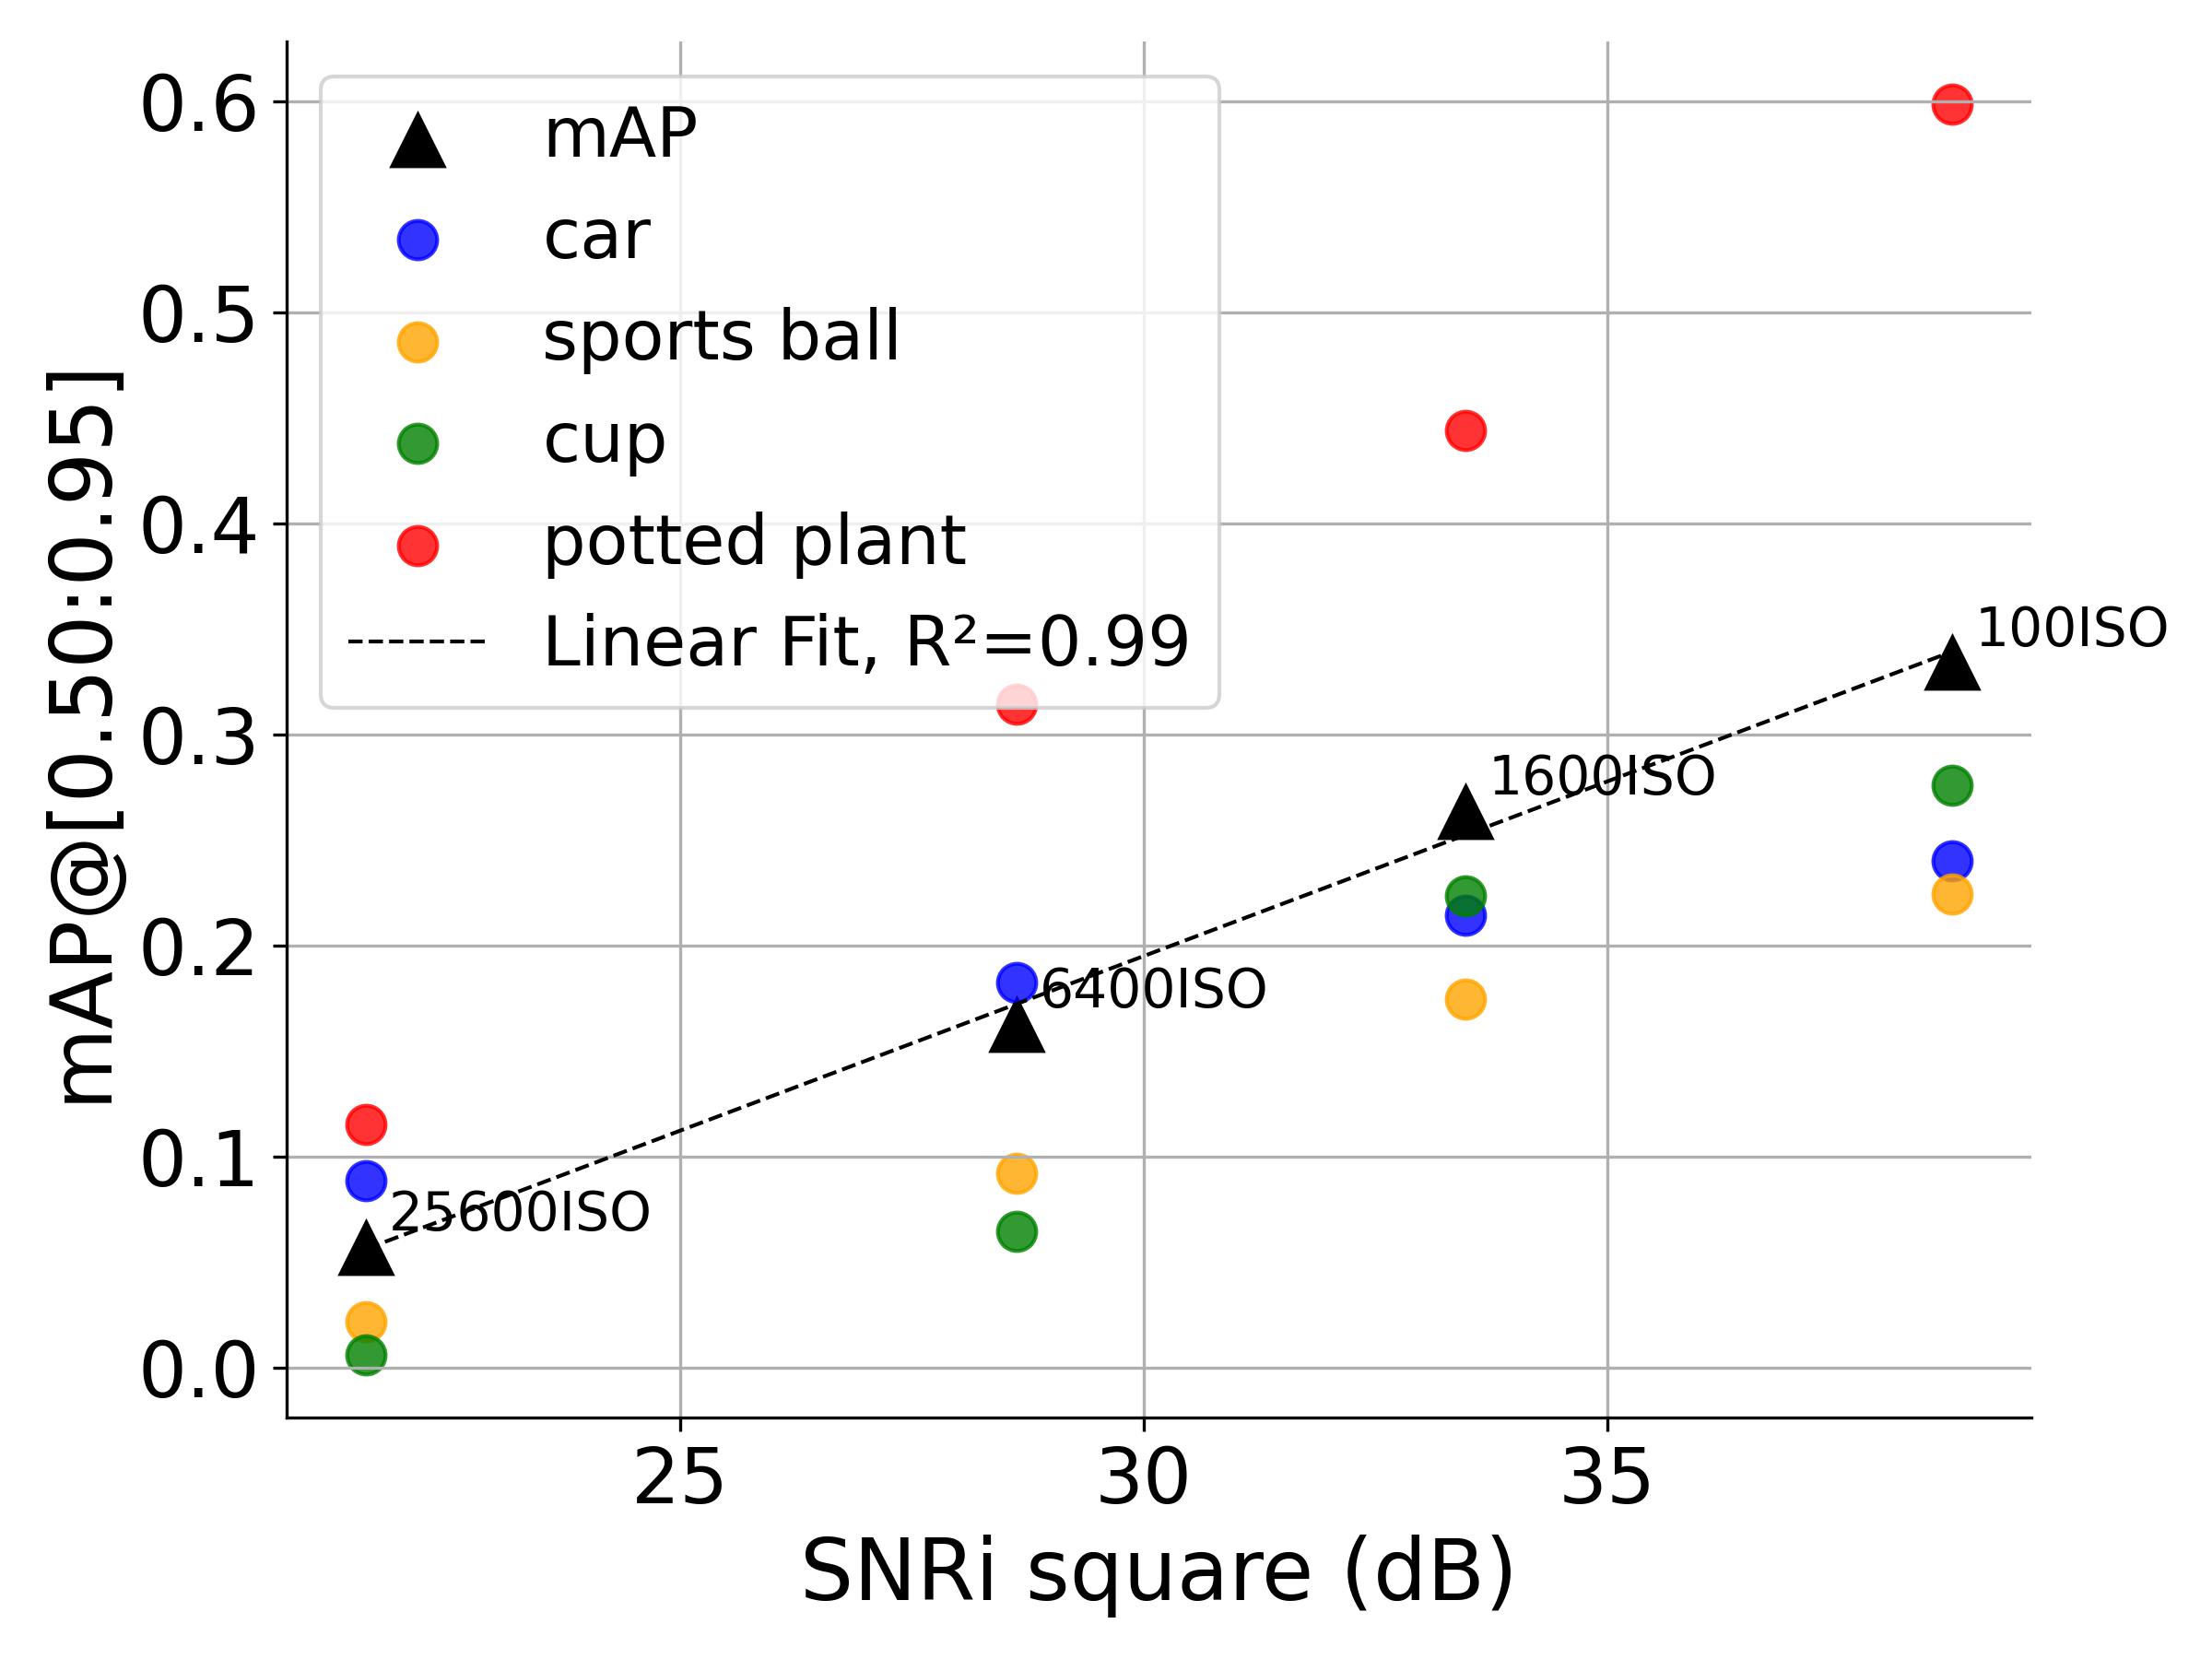 mAP@[0.50:0.95]
0.6
0.5
0.4
0.3
0.2
0.1
0.0
mAP
car
sports ball
cup
potted plant
Linear Fit, R²=0.99
100ISO
1600ISO
6400ISO
25600ISO
25 30 35
SNRi square (dB)